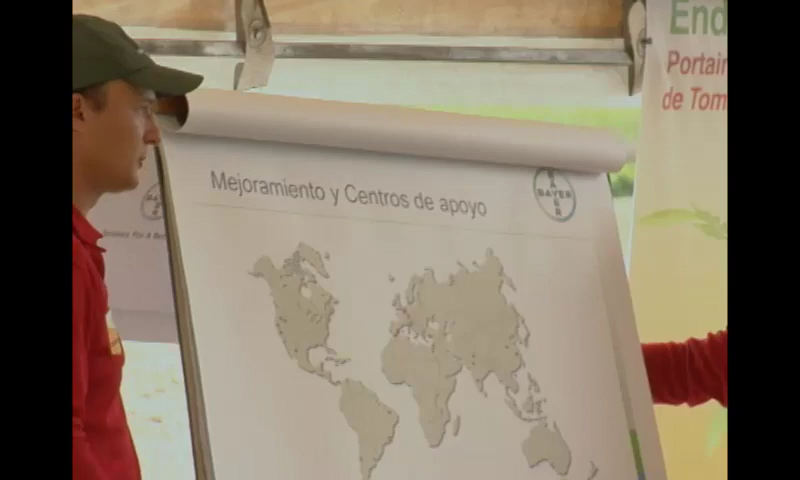 End
Portain
de Tom
Mejoramiento y Centros de apoyo
BAYER
BAYER